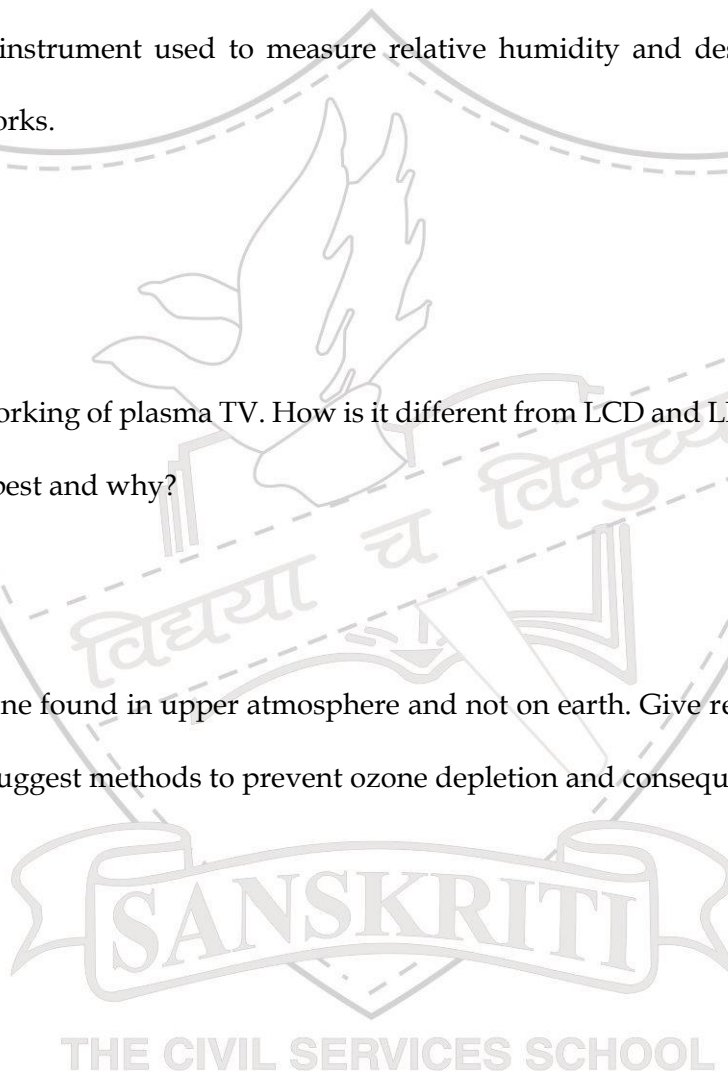 instrument used to measure relative humidity and des
orks.
orking of plasma TV. How is it different from LCD and
best and why?
विद्यया च विमुच्य
ne found in upper atmosphere and not on earth. Give re
uggest methods to prevent ozone depletion and consequ
SANSKRITI
THE CIVIL SERVICES SCHOOL